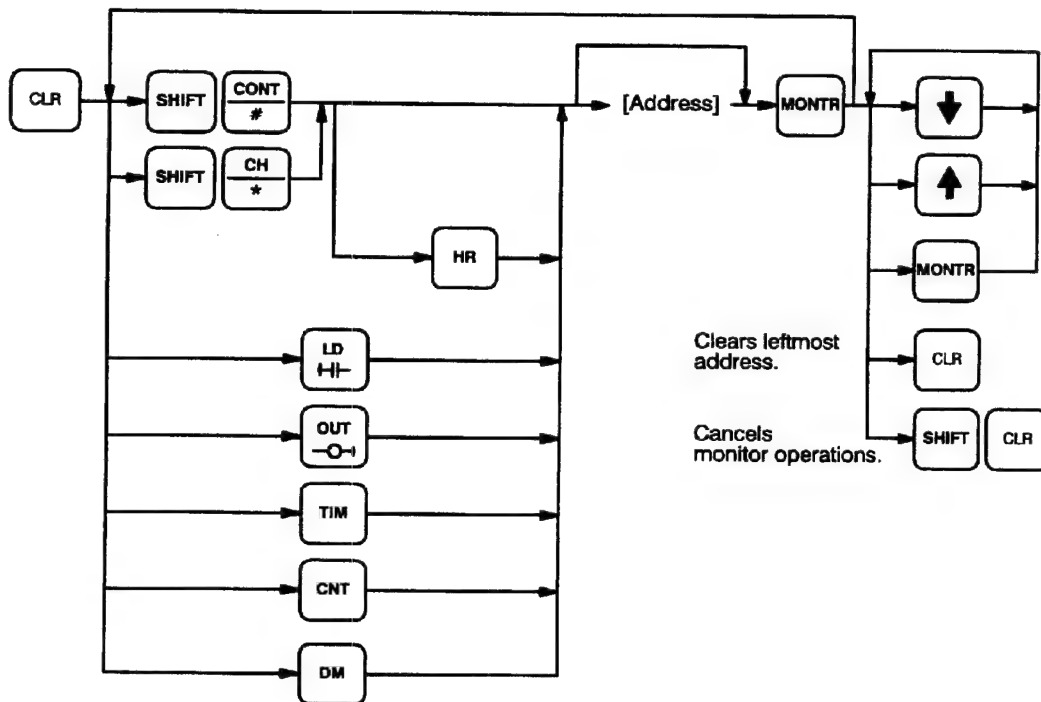 CLR
SHIFT
CONT
#
[Address]
MONTR
SHIFT
CH
*
HR
MONTR
LD
Clears leftmost
address.
CLR
OUT
Cancels
monitor operations.
SHIFT
CLR
TIM
CNT
DM